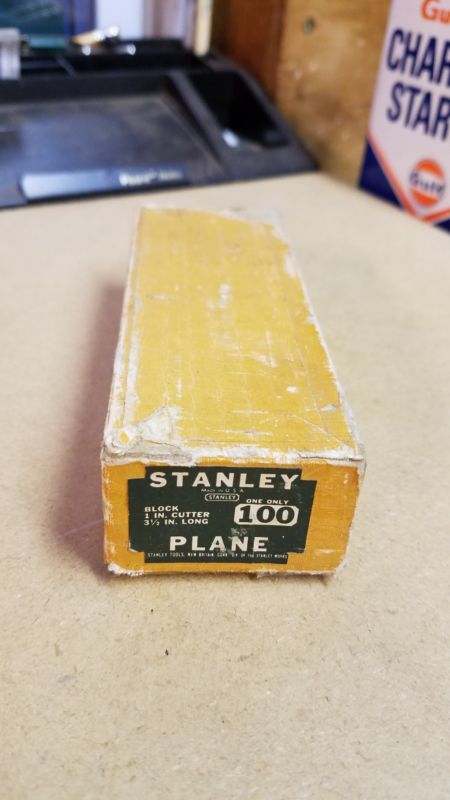 Gu
CHAR
STAR
Gulf
STANLEY
MADE IN U.S.A.
STANLEY
ONE ONLY
BLOCK
1 IN. CUTTER
3½ IN. LONG
100
PLANE
STANLEY TOOLS, NEW BRITAIN, CONN. DIV. OF THE STANLEY WORKS